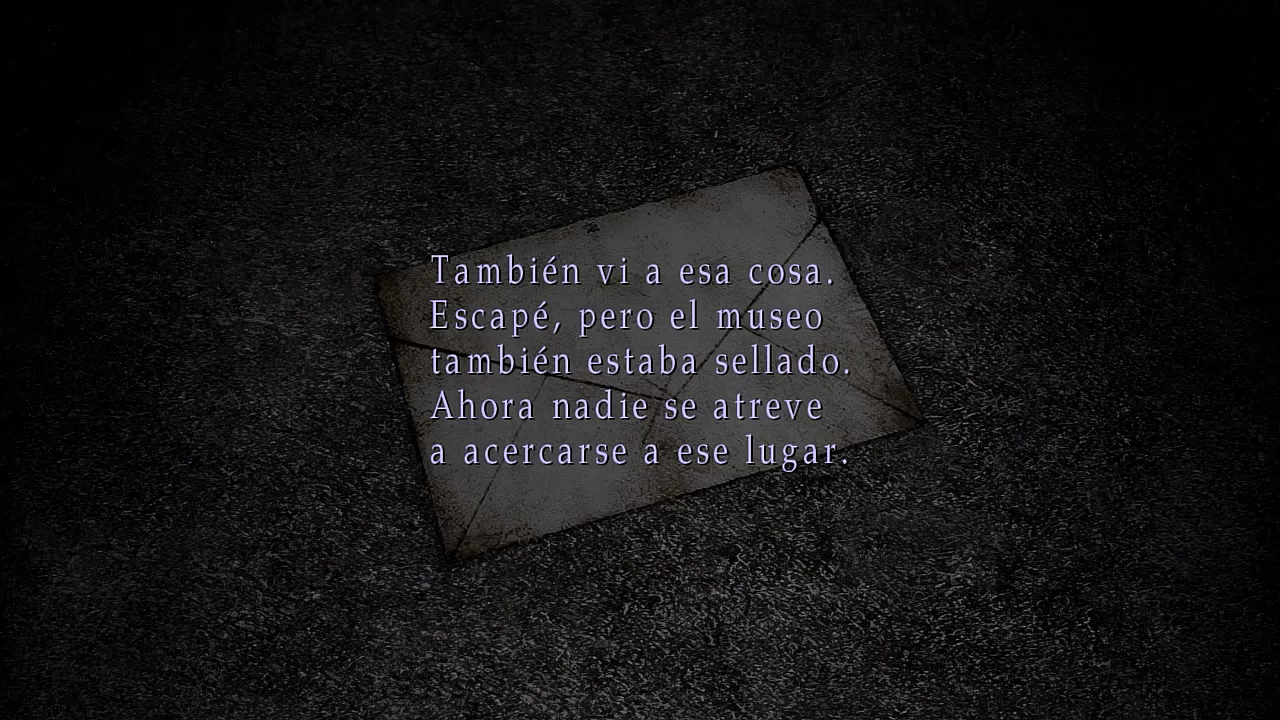 También vi a esa cosa.
Escapé, pero el museo
también estaba sellado.
Ahora nadie se atreve
a acercarse a ese lugar.